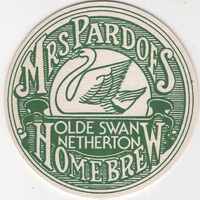 MRS. PARDOE'S
OLDE SWAN
NETHERTON
HOME BREW